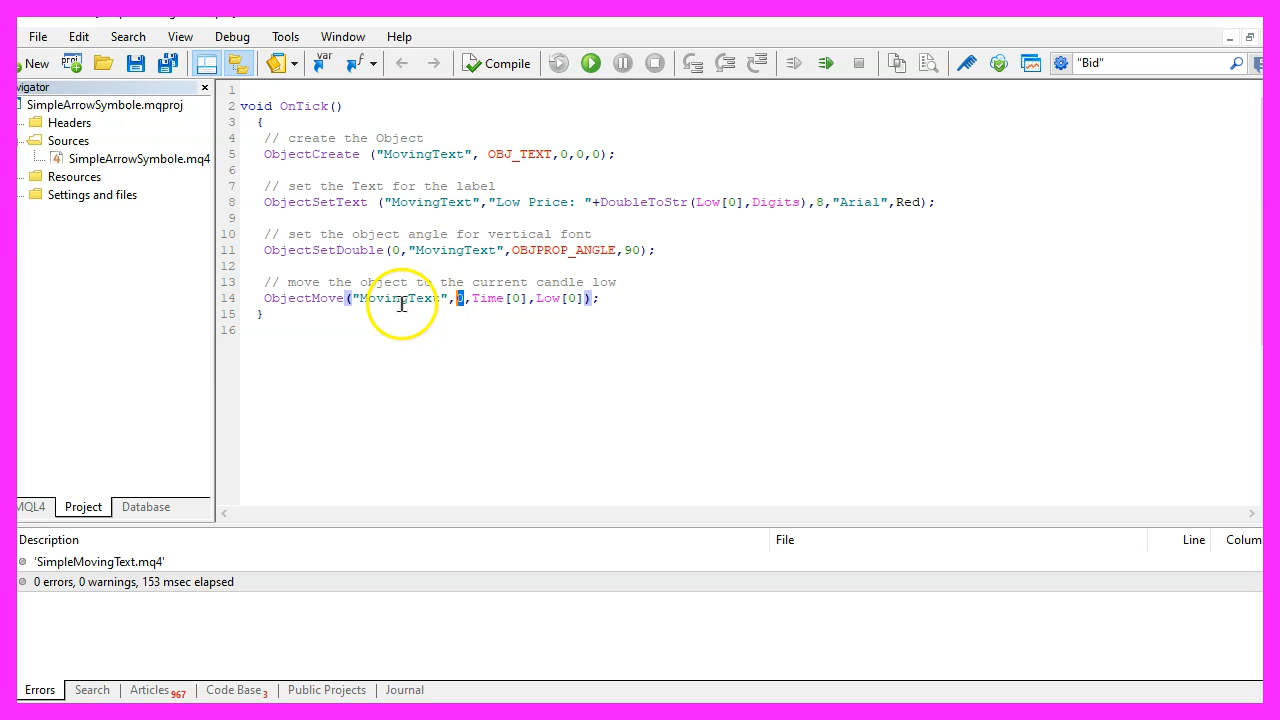 File Edit Search View Debug Tools Window Help
New var f Compile "Bid"
vigator ×
SimpleArrowSymbole.mqproj
Headers
Sources
4 SimpleArrowSymbole.mq4
Resources
Settings and files
MQL4 Project Database
1
2 void OnTick()
3 {
4 // create the Object
5 ObjectCreate ("MovingText", OBJ_TEXT,0,0,0);
6
7 // set the Text for the label
8 ObjectSetText ("MovingText","Low Price: "+DoubleToStr(Low[0],Digits),8,"Arial",Red);
9
10 // set the object angle for vertical font
11 ObjectSetDouble(0,"MovingText",OBJPROP_ANGLE,90);
12
13 // move the object to the current candle low
14 ObjectMove("MovingText",0,Time[0],Low[0]);
15 }
16
Description File Line Colum
'SimpleMovingText.mq4'
0 errors, 0 warnings, 153 msec elapsed
Errors Search Articles 967 Code Base 3 Public Projects Journal